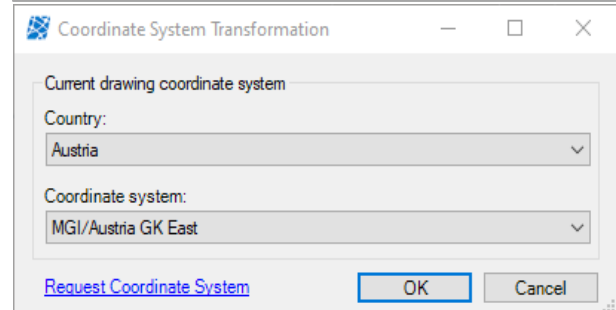 Coordinate System Transformation
Current drawing coordinate system
Country:
Austria
Coordinate system:
MGI/Austria GK East
Request Coordinate System
OK
Cancel